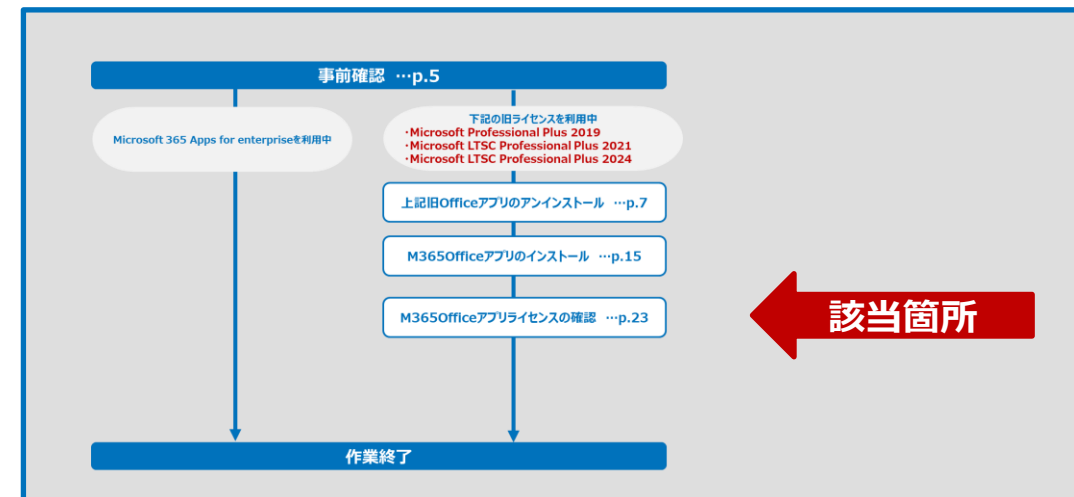 事前確認 …p.5
Microsoft 365 Apps for enterpriseを利用中
下記の旧ライセンスを利用中
・Microsoft Professional Plus 2019
・Microsoft LTSC Professional Plus 2021
・Microsoft LTSC Professional Plus 2024
上記旧Officeアプリのアンインストール …p.7
M365Officeアプリのインストール …p.15
M365Officeアプリライセンスの確認 …p.23
該当箇所
作業終了